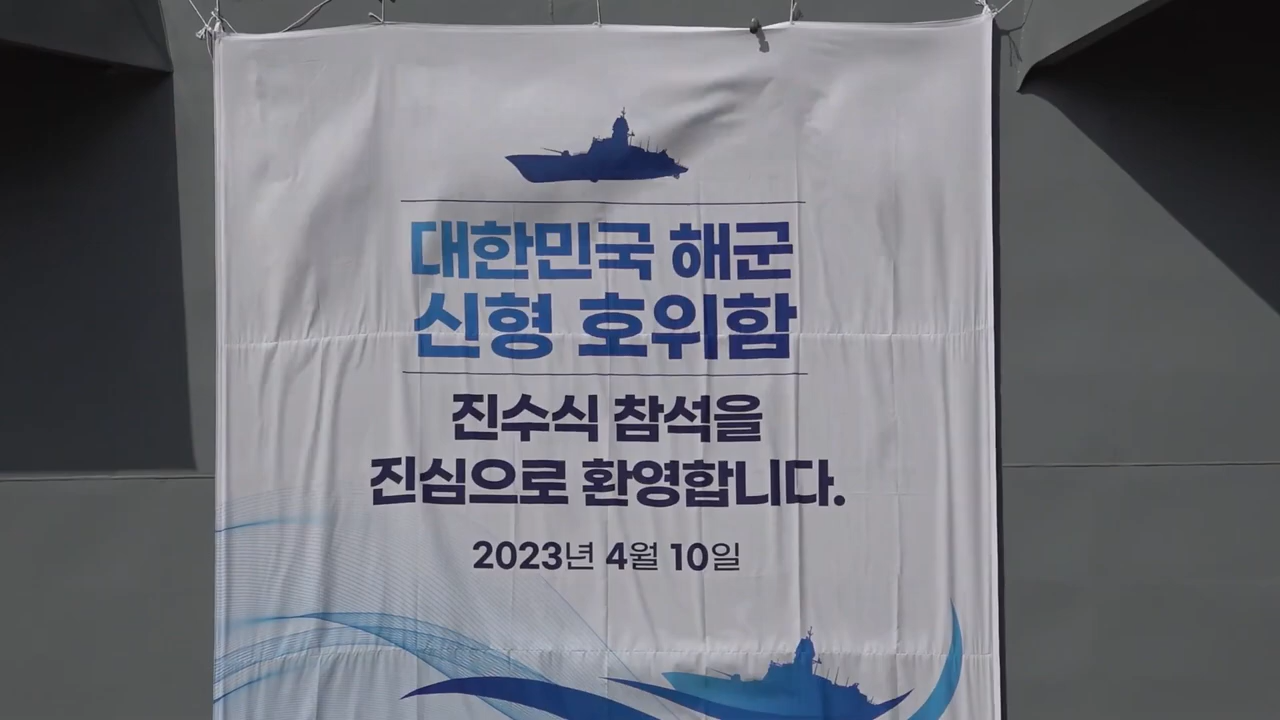 대한민국 해군
신형 호위함
진수식 참석을
진심으로 환영합니다.
2023년 4월 10일